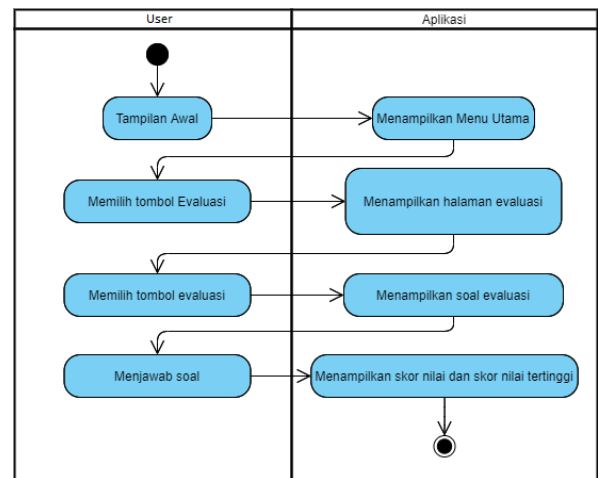 User
Aplikasi
Tampilan Awal
Menampilkan Menu Utama
Memilih tombol Evaluasi
Menampilkan halaman evaluasi
Memilih tombol evaluasi
Menampilkan soal evaluasi
Menjawab soal
Menampilkan skor nilai dan skor nilai tertinggi